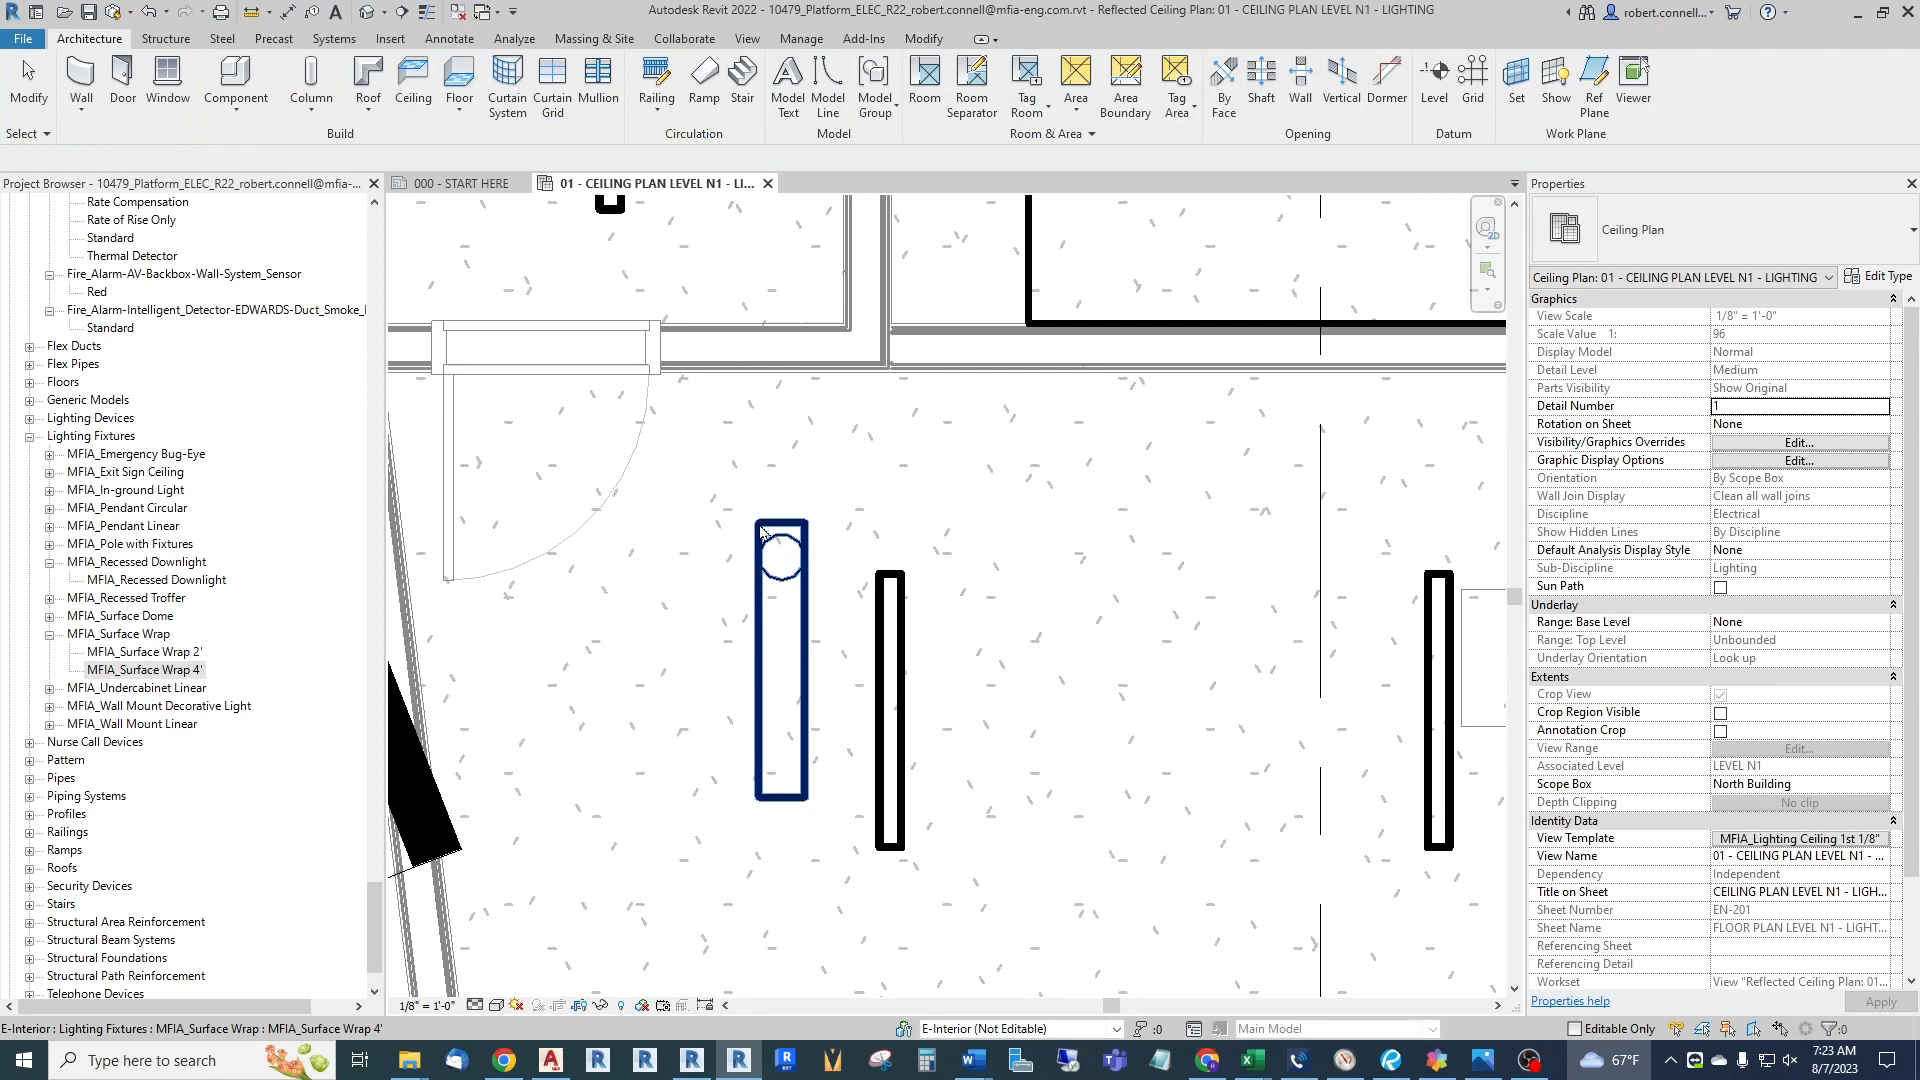 Autodesk Revit 2022 - 10479_Platform_ELEC_R22_robert.connell@mfia-eng.com.rvt - Reflected Ceiling Plan: 01 - CEILING PLAN LEVEL N1 - LIGHTING
robert.connell...
File Architecture Structure Steel Precast Systems Insert Annotate Analyze Massing & Site Collaborate View Manage Add-Ins Modify
Modify Wall Door Window Component Column Roof Ceiling Floor Curtain System Curtain Grid Mullion Railing Ramp Stair Model Text Model Line Model Group Room Room Separator Tag Room Area Area Boundary Tag Area By Face Shaft Wall Vertical Dormer Level Grid Set Show Ref Plane Viewer
Select Build Circulation Model Room & Area Opening Datum Work Plane
Project Browser - 10479_Platform_ELEC_R22_robert.connell@mfia-...
000 - START HERE
01 - CEILING PLAN LEVEL N1 - LI...
Rate Compensation
Rate of Rise Only
Standard
Thermal Detector
Fire_Alarm-AV-Backbox-Wall-System_Sensor
Red
Fire_Alarm-Intelligent_Detector-EDWARDS-Duct_Smoke_
Standard
Flex Ducts
Flex Pipes
Floors
Generic Models
Lighting Devices
Lighting Fixtures
MFIA_Emergency Bug-Eye
MFIA_Exit Sign Ceiling
MFIA_In-ground Light
MFIA_Pendant Circular
MFIA_Pendant Linear
MFIA_Pole with Fixtures
MFIA_Recessed Downlight
MFIA_Recessed Downlight
MFIA_Recessed Troffer
MFIA_Surface Dome
MFIA_Surface Wrap
MFIA_Surface Wrap 2'
MFIA_Surface Wrap 4'
MFIA_Undercabinet Linear
MFIA_Wall Mount Decorative Light
MFIA_Wall Mount Linear
Nurse Call Devices
Pattern
Pipes
Piping Systems
Profiles
Railings
Ramps
Roofs
Security Devices
Stairs
Structural Area Reinforcement
Structural Beam Systems
Structural Foundations
Structural Path Reinforcement
Telephone Devices
2D
Properties
Ceiling Plan
Ceiling Plan: 01 - CEILING PLAN LEVEL N1 - LIGHTING
Edit Type
Graphics
View Scale 1/8" = 1'-0"
Scale Value 1: 96
Display Model Normal
Detail Level Medium
Parts Visibility Show Original
Detail Number 1
Rotation on Sheet None
Visibility/Graphics Overrides Edit...
Graphic Display Options Edit...
Orientation By Scope Box
Wall Join Display Clean all wall joins
Discipline Electrical
Show Hidden Lines By Discipline
Default Analysis Display Style None
Sub-Discipline Lighting
Sun Path
Underlay
Range: Base Level None
Range: Top Level Unbounded
Underlay Orientation Look up
Extents
Crop View
Crop Region Visible
Annotation Crop
View Range Edit...
Associated Level LEVEL N1
Scope Box North Building
Depth Clipping No clip
Identity Data
View Template MFIA_Lighting Ceiling 1st 1/8"
View Name 01 - CEILING PLAN LEVEL N1 - ...
Dependency Independent
Title on Sheet CEILING PLAN LEVEL N1 - LIGH...
Sheet Number EN-201
Sheet Name FLOOR PLAN LEVEL N1 - LIGHT...
Referencing Sheet
Referencing Detail
Workset View "Reflected Ceiling Plan: 01...
Properties help
Apply
1/8" = 1'-0"
E-Interior : Lighting Fixtures : MFIA_Surface Wrap : MFIA_Surface Wrap 4'
E-Interior (Not Editable)
:0
Main Model
Editable Only
:0
Type here to search
67°F
7:23 AM
8/7/2023